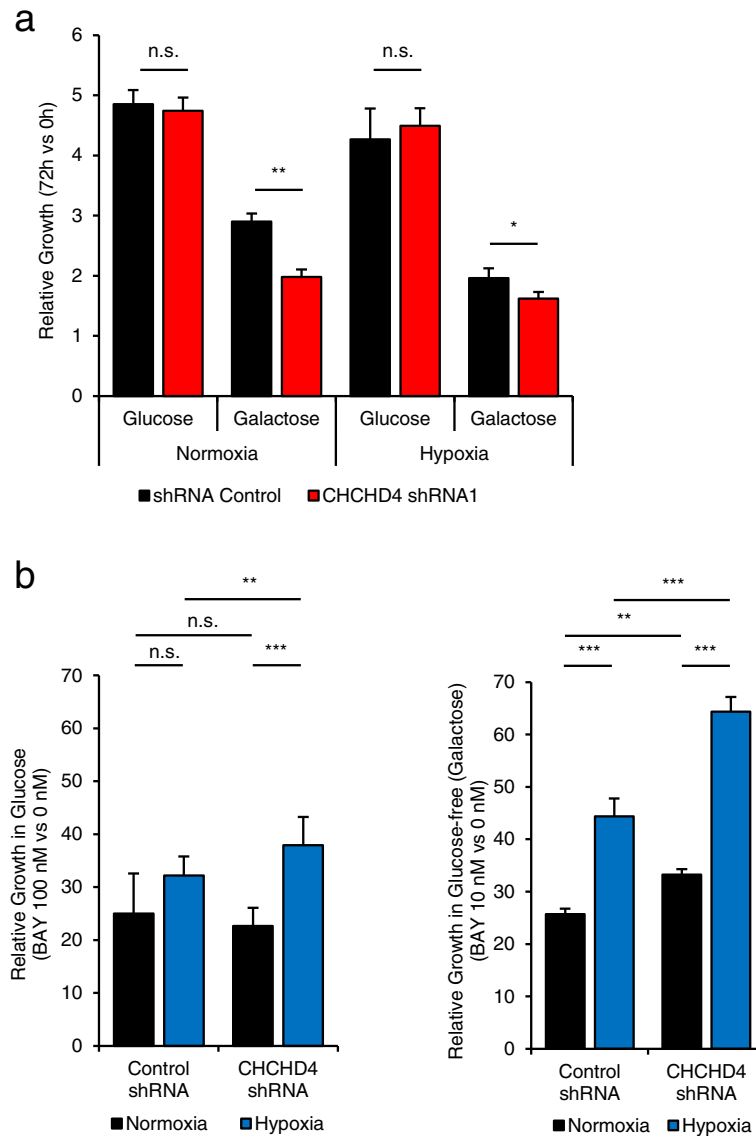 a
n.s.
n.s.
**
*
Relative Growth (72h vs 0h)
6
5
4
3
2
1
0
Glucose
Galactose
Glucose
Galactose
Normoxia
Hypoxia
shRNA Control
CHCHD4 shRNA1
b
**
n.s.
n.s.
***
Relative Growth in Glucose
(BAY 100 nM vs 0 nM)
70
60
50
40
30
20
10
0
Control
shRNA
CHCHD4
shRNA
Normoxia
Hypoxia
***
**
***
***
Relative Growth in Glucose-free (Galactose)
(BAY 10 nM vs 0 nM)
70
60
50
40
30
20
10
0
Control
shRNA
CHCHD4
shRNA
Normoxia
Hypoxia